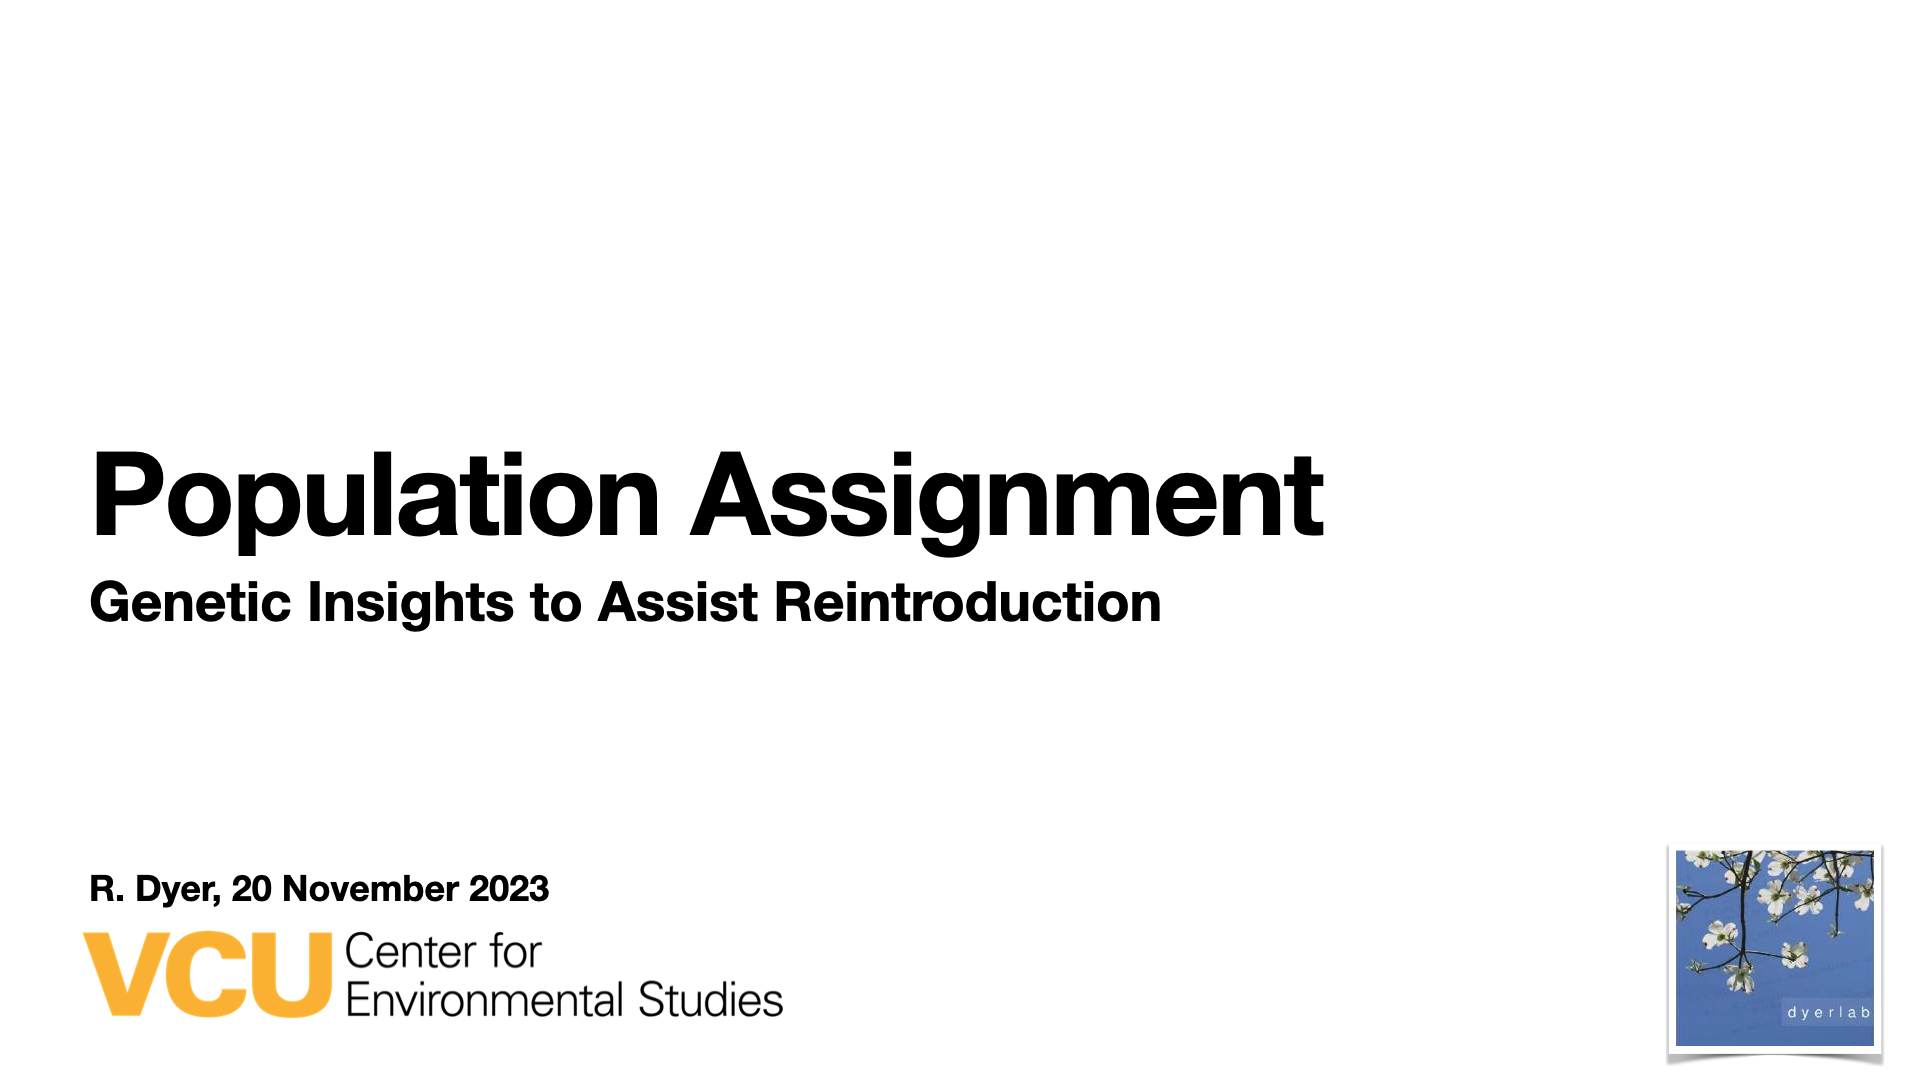 Population Assignment
Genetic Insights to Assist Reintroduction
R. Dyer, 20 November 2023
VCU Center for
Environmental Studies
dyerlab